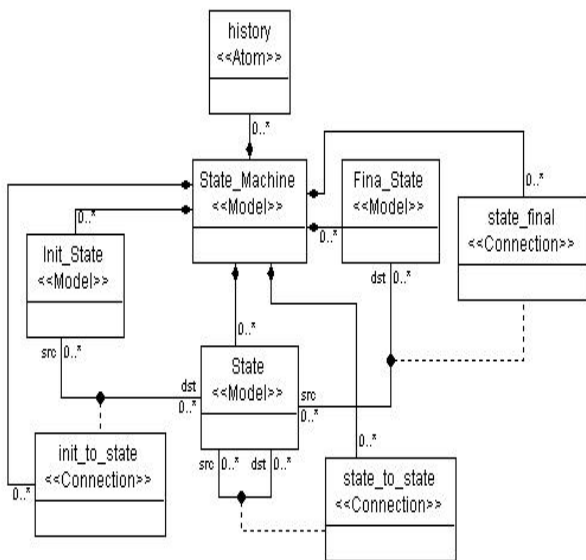 history
<<Atom>>
0..*
State_Machine
<<Model>>
Fina_State
<<Model>>
0..*
0..*
state_final
<<Connection>>
0..*
Init_State
<<Model>>
dst 0..*
src 0..*
0..*
State
<<Model>>
dst
0..*
src
0..*
init_to_state
<<Connection>>
0..*
src 0..*
dst 0..*
0..*
state_to_state
<<Connection>>